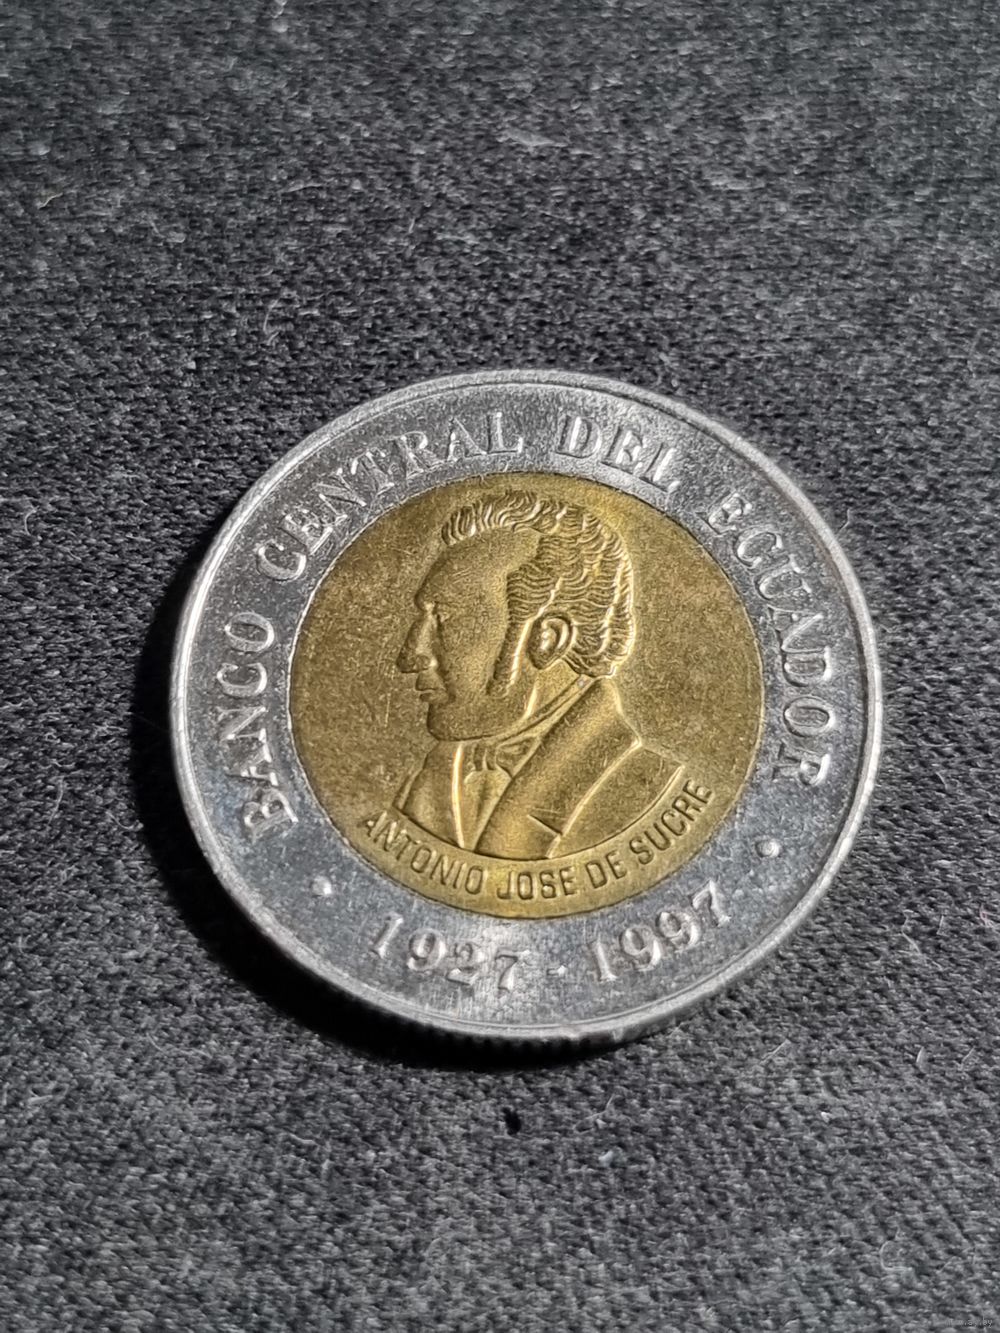 BANCO CENTRAL DEL ECUADOR
ANTONIO JOSE DE SUCRE
· 1927 - 1997 ·